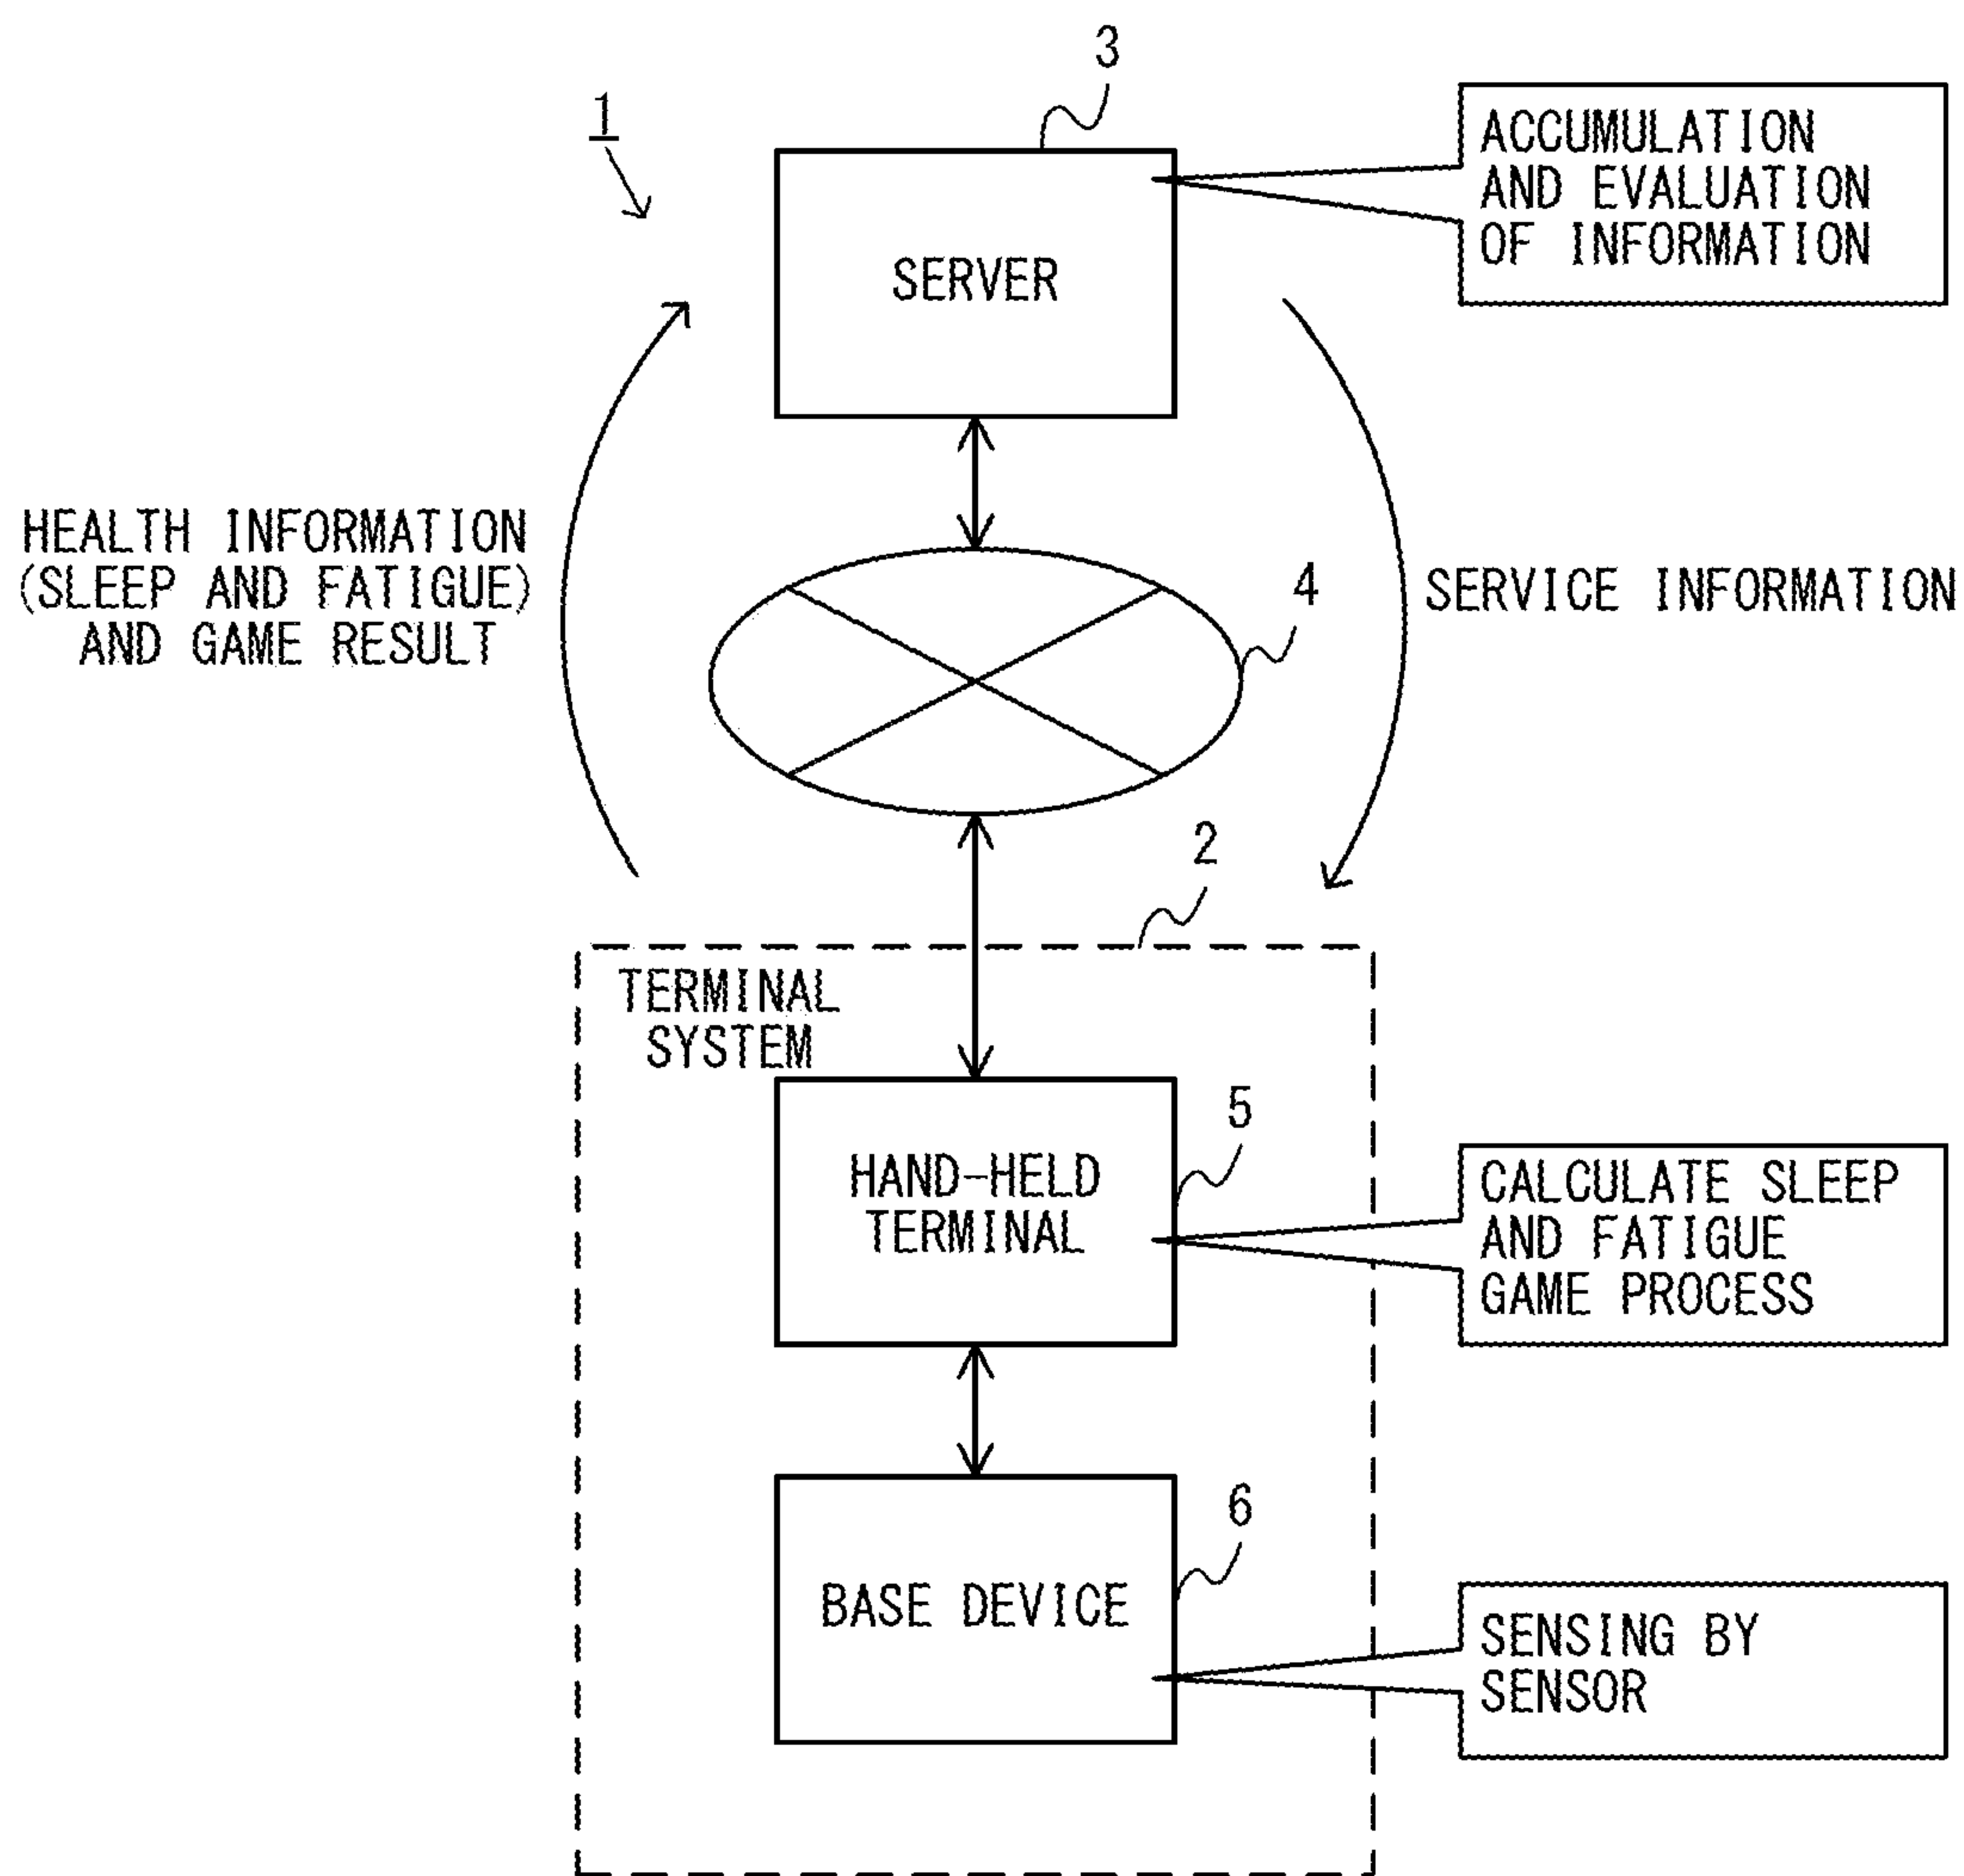 3
1
ACCUMULATION
AND EVALUATION
OF INFORMATION
SERVER
HEALTH INFORMATION
(SLEEP AND FATIGUE)
AND GAME RESULT
4
SERVICE INFORMATION
2
TERMINAL
SYSTEM
5
HAND-HELD
TERMINAL
CALCULATE SLEEP
AND FATIGUE
GAME PROCESS
6
BASE DEVICE
SENSING BY
SENSOR